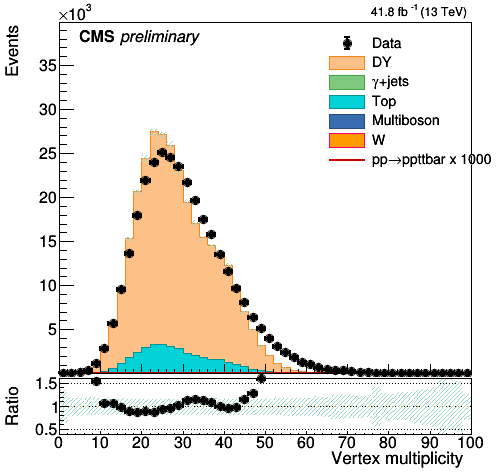 ×10³
41.8 fb⁻¹ (13 TeV)
CMS preliminary
Events
35
30
25
20
15
10
5
Data
DY
γ+jets
Top
Multiboson
W
pp→ppttbar x 1000
Ratio
1.5
1
0.5
0 10 20 30 40 50 60 70 80 90 100
Vertex multiplicity